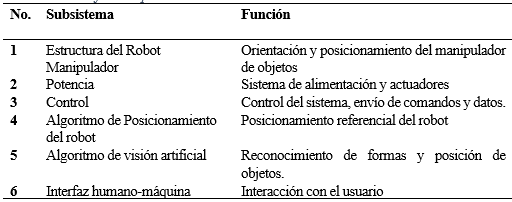 No. Subsistema Función
1 Estructura del Robot Orientación y posicionamiento del manipulador
Manipulador de objetos
2 Potencia Sistema de alimentación y actuadores
3 Control Control del sistema, envío de comandos y datos.
4 Algoritmo de Posicionamiento Posicionamiento referencial del robot
del robot
5 Algoritmo de visión artificial Reconocimiento de formas y posición de
objetos.
6 Interfaz humano-máquina Interacción con el usuario